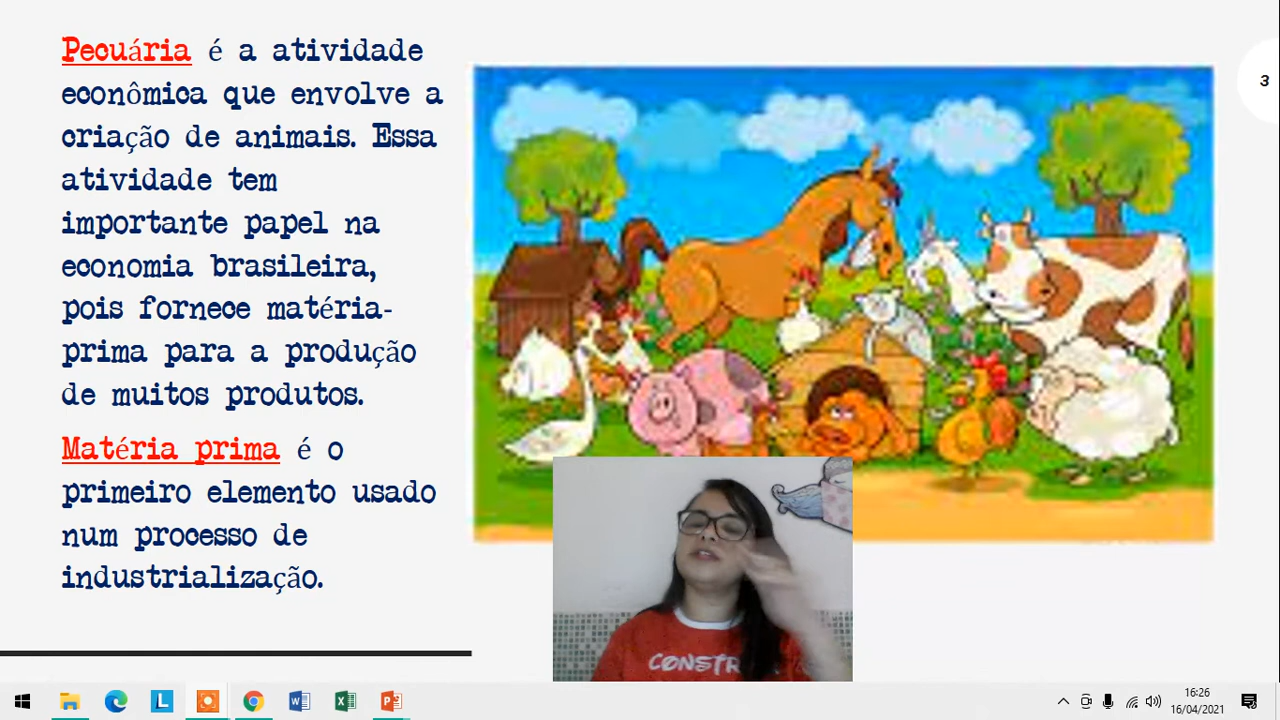 Pecuária é a atividade
econômica que envolve a
criação de animais. Essa
atividade tem
importante papel na
economia brasileira,
pois fornece matéria-
prima para a produção
de muitos produtos.
Matéria prima é o
primeiro elemento usado
num processo de
industrialização.
3
CONSTR
16:26
16/04/2021